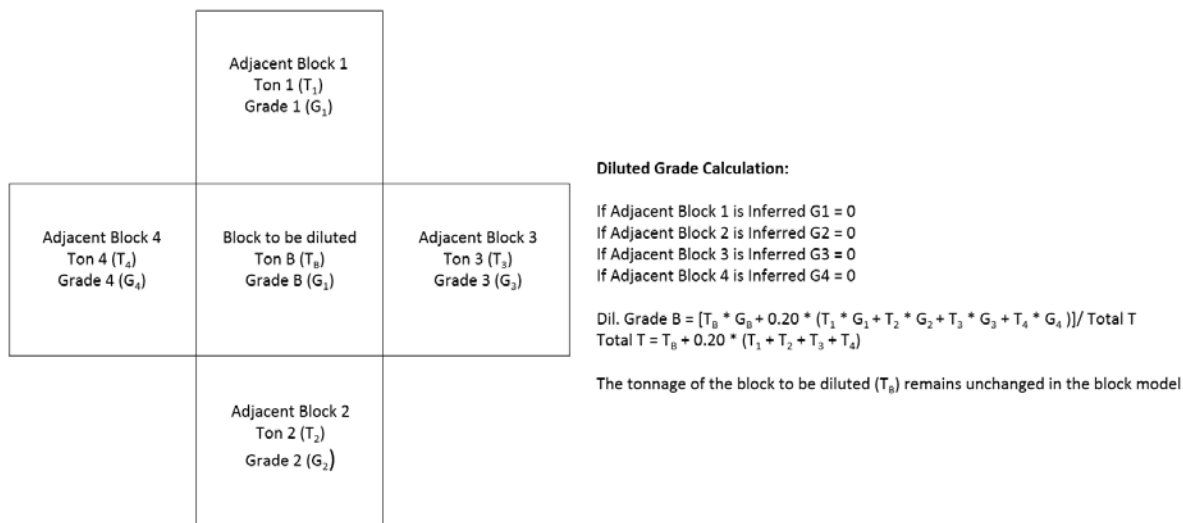 Adjacent Block 1
Ton 1 (T₁)
Grade 1 (G₁)
Adjacent Block 4
Ton 4 (T₄)
Grade 4 (G₄)
Block to be diluted
Ton B (T_B)
Grade B (G₁)
Adjacent Block 3
Ton 3 (T₃)
Grade 3 (G₃)
Adjacent Block 2
Ton 2 (T₂)
Grade 2 (G₂)
Diluted Grade Calculation:
If Adjacent Block 1 is Inferred G1 = 0
If Adjacent Block 2 is Inferred G2 = 0
If Adjacent Block 3 is Inferred G3 = 0
If Adjacent Block 4 is Inferred G4 = 0
Dil. Grade B = [T_B * G_B + 0.20 * (T₁ * G₁ + T₂ * G₂ + T₃ * G₃ + T₄ * G₄ )]/ Total T
Total T = T_B + 0.20 * (T₁ + T₂ + T₃ + T₄)
The tonnage of the block to be diluted (T_B) remains unchanged in the block model